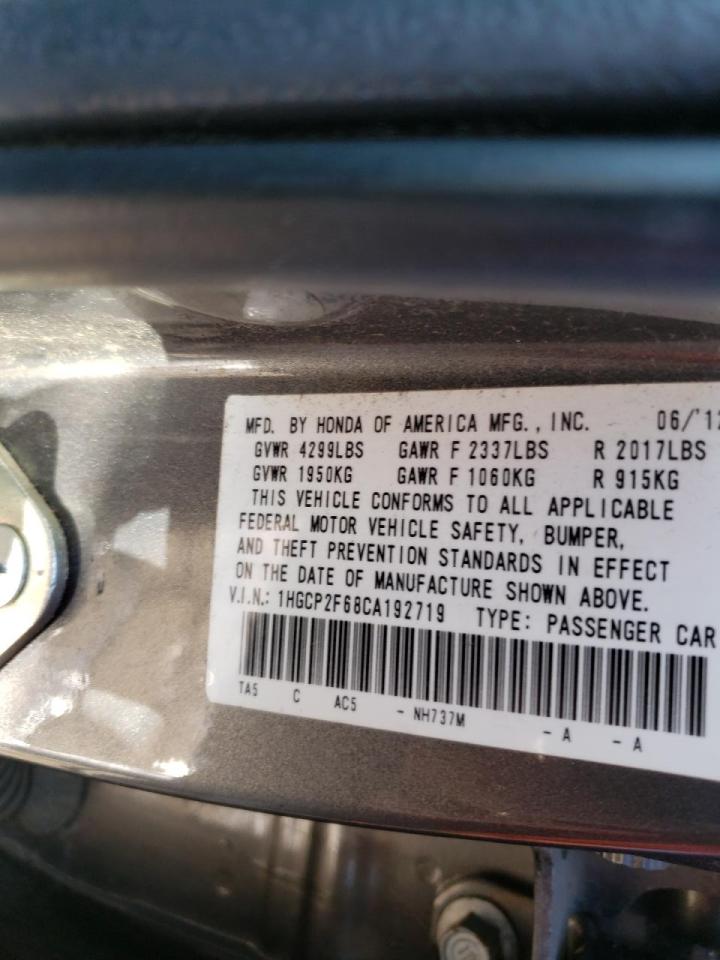 MFD. BY HONDA OF AMERICA MFG., INC. 06/'12
GVWR 4299LBS GAWR F 2337LBS R 2017LBS
GVWR 1950KG GAWR F 1060KG R 915KG
THIS VEHICLE CONFORMS TO ALL APPLICABLE
FEDERAL MOTOR VEHICLE SAFETY, BUMPER,
AND THEFT PREVENTION STANDARDS IN EFFECT
ON THE DATE OF MANUFACTURE SHOWN ABOVE.
V.I.N.: 1HGCP2F68CA192719 TYPE: PASSENGER CAR
TA5 C AC5 - NH737M - A - A